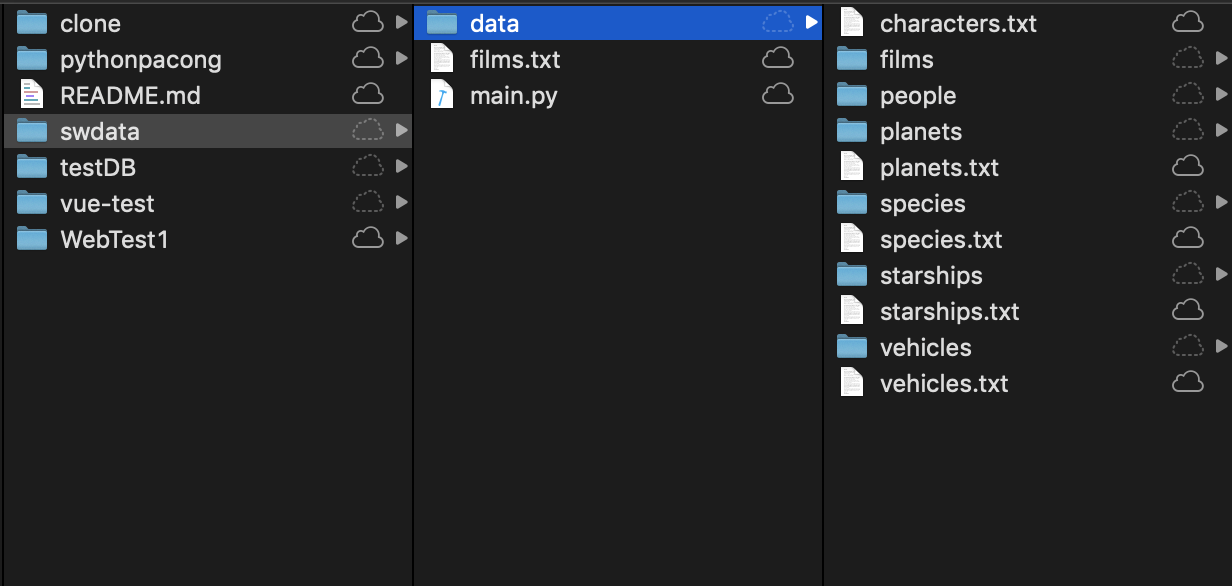 clone
pythonpacong
README.md
swdata
testDB
vue-test
WebTest1
data
films.txt
main.py
characters.txt
films
people
planets
planets.txt
species
species.txt
starships
starships.txt
vehicles
vehicles.txt